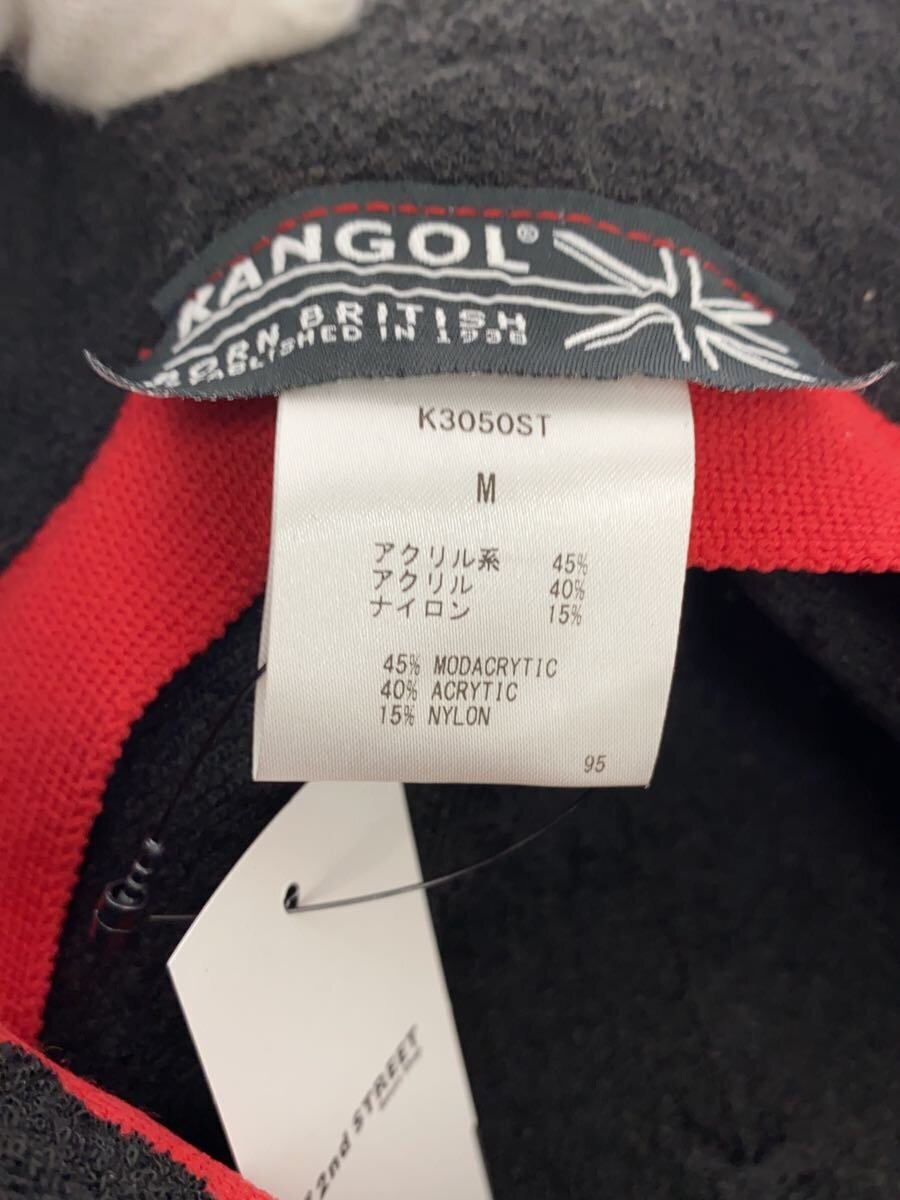 KANGOL®
BORN BRITISH
ESTABLISHED IN 1938
K3050ST
M
アクリル系 45%
アクリル 40%
ナイロン 15%
45% MODACRYTIC
40% ACRYTIC
15% NYLON
95
2nd STREET